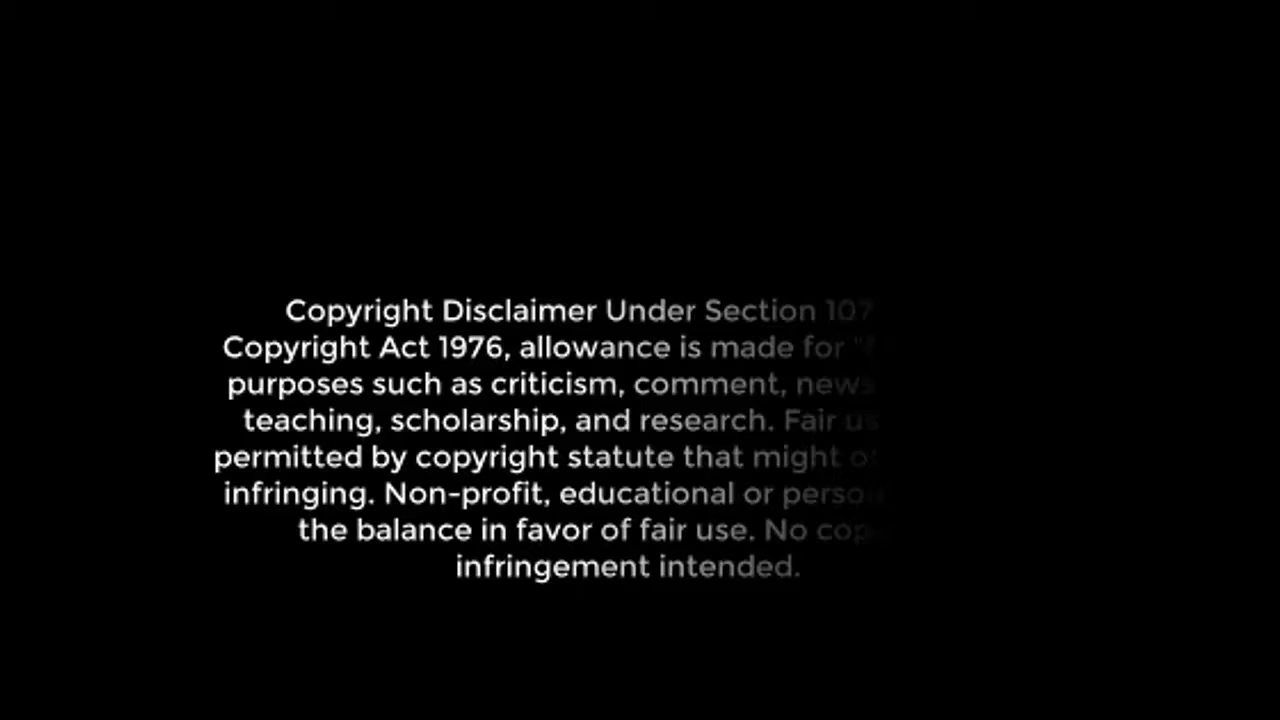 Copyright Disclaimer Under Section 107
Copyright Act 1976, allowance is made for
purposes such as criticism, comment, news
teaching, scholarship, and research. Fair
permitted by copyright statute that might
infringing. Non-profit, educational or
the balance in favor of fair use. No
infringement intended.